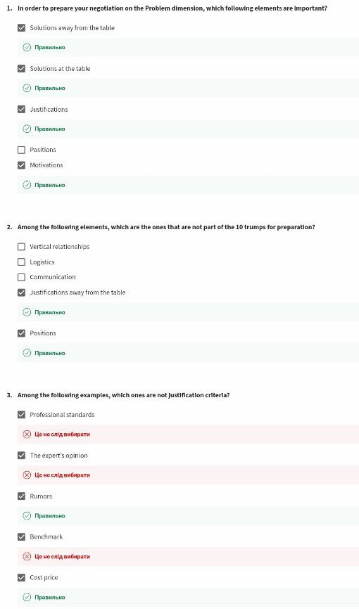 1. In order to prepare your negotiation on the Problem dimension, which following elements are important?
Solutions away from the table
Правильно
Solutions at the table
Правильно
Justifications
Правильно
Positions
Motivations
Правильно
2. Among the following elements, which are the ones that are not part of the 10 trumps for preparation?
Vertical relationships
Logistics
Communication
Justifications away from the table
Правильно
Positions
Правильно
3. Among the following examples, which ones are not justification criteria?
Professional standards
Це не слід вибирати
The expert's opinion
Це не слід вибирати
Rumors
Правильно
Benchmark
Це не слід вибирати
Cost price
Правильно